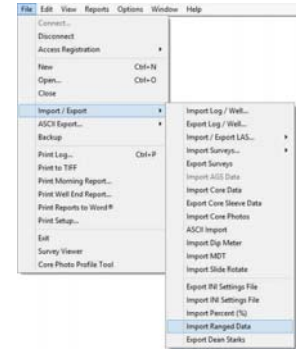 File Edit View Reports Options Window Help
Connect...
Disconnect
Access Registration
New Ctrl+N
Open... Ctrl+O
Close
Import / Export
ASCII Export...
Backup
Print Log... Ctrl+P
Print to TIFF
Print Morning Report...
Print Well End Report...
Print Reports to Word®
Print Setup...
Exit
Survey Viewer
Core Photo Profile Tool
Import Log / Well...
Export Log / Well...
Import / Export LAS...
Import Surveys...
Export Surveys
Import AGS Data
Import Core Data
Export Core Sleeve Data
Import Core Photos
ASCII Import
Import Dip Meter
Import MDT
Import Slide Rotate
Export INI Settings File
Import INI Settings File
Import Percent (%)
Import Ranged Data
Export Dean Starks